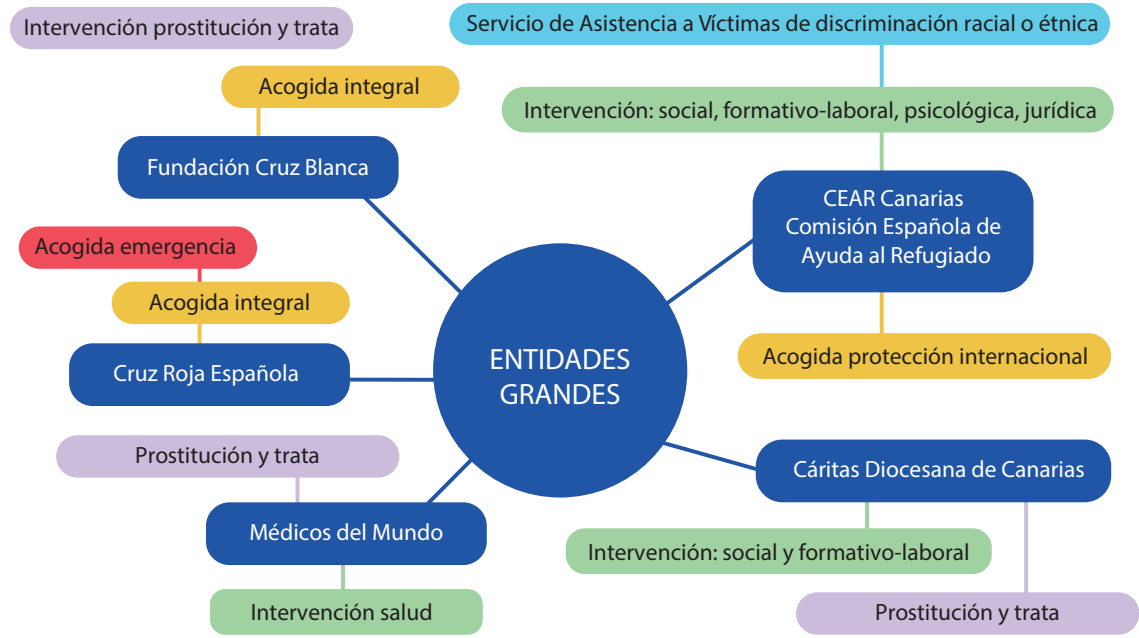 Intervención prostitución y trata
Acogida integral
Fundación Cruz Blanca
Servicio de Asistencia a Víctimas de discriminación racial o étnica
Intervención: social, formativo-laboral, psicológica, jurídica
CEAR Canarias
Comisión Española de
Ayuda al Refugiado
Acogida protección internacional
Acogida emergencia
Acogida integral
Cruz Roja Española
ENTIDADES
GRANDES
Prostitución y trata
Médicos del Mundo
Intervención salud
Cáritas Diocesana de Canarias
Intervención: social y formativo-laboral
Prostitución y trata